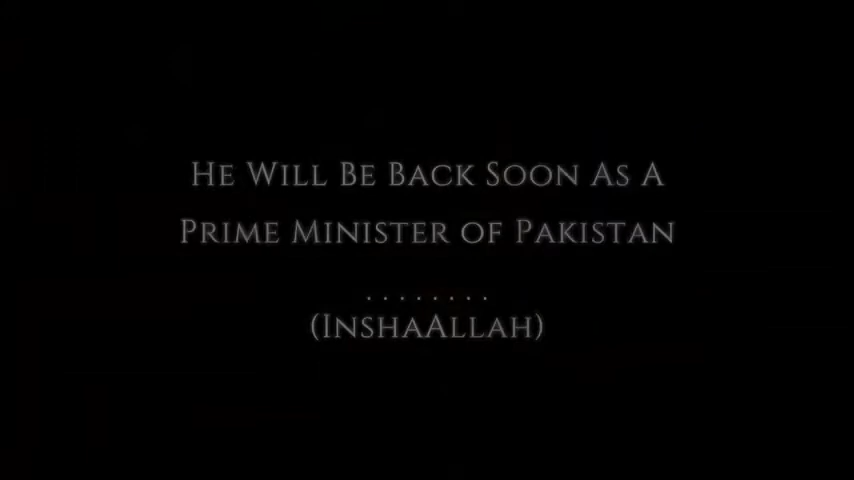 He Will Be Back Soon As A
Prime Minister of Pakistan
........
(InshaAllah)